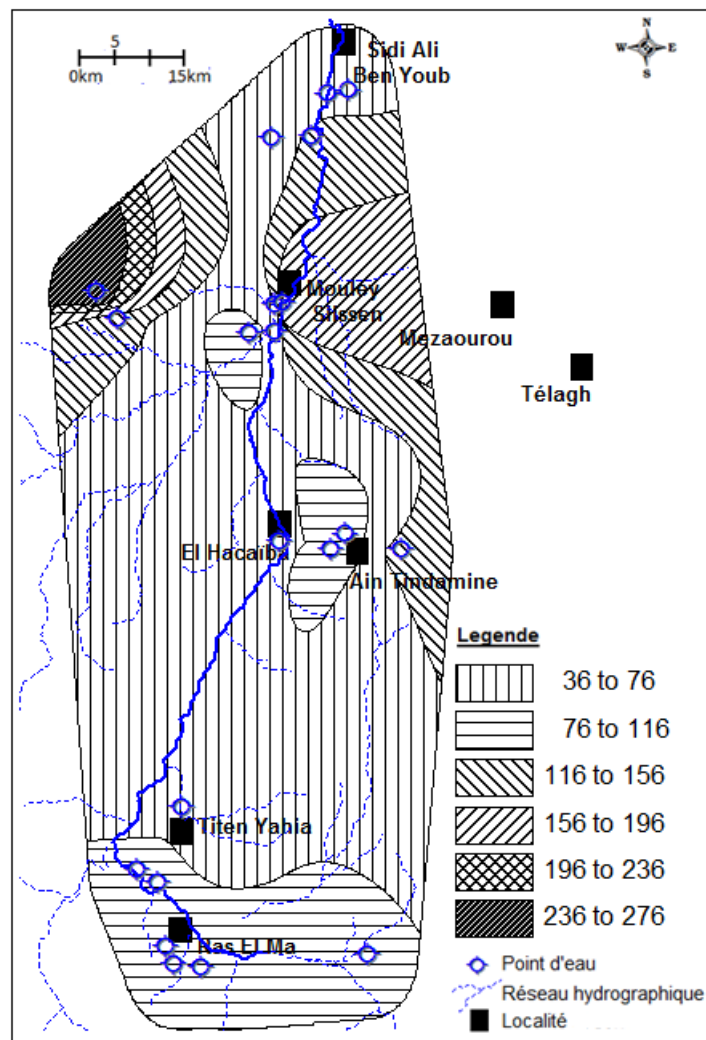 N
W E
S
5
0km 15km
Sidi Ali
Ben Youb
Mouley
Slissen
Mezaourou
Télagh
El Hacaïba
Ain Tindamine
Titen Yahia
Ras El Ma
Legende
36 to 76
76 to 116
116 to 156
156 to 196
196 to 236
236 to 276
Point d'eau
Réseau hydrographique
Localité